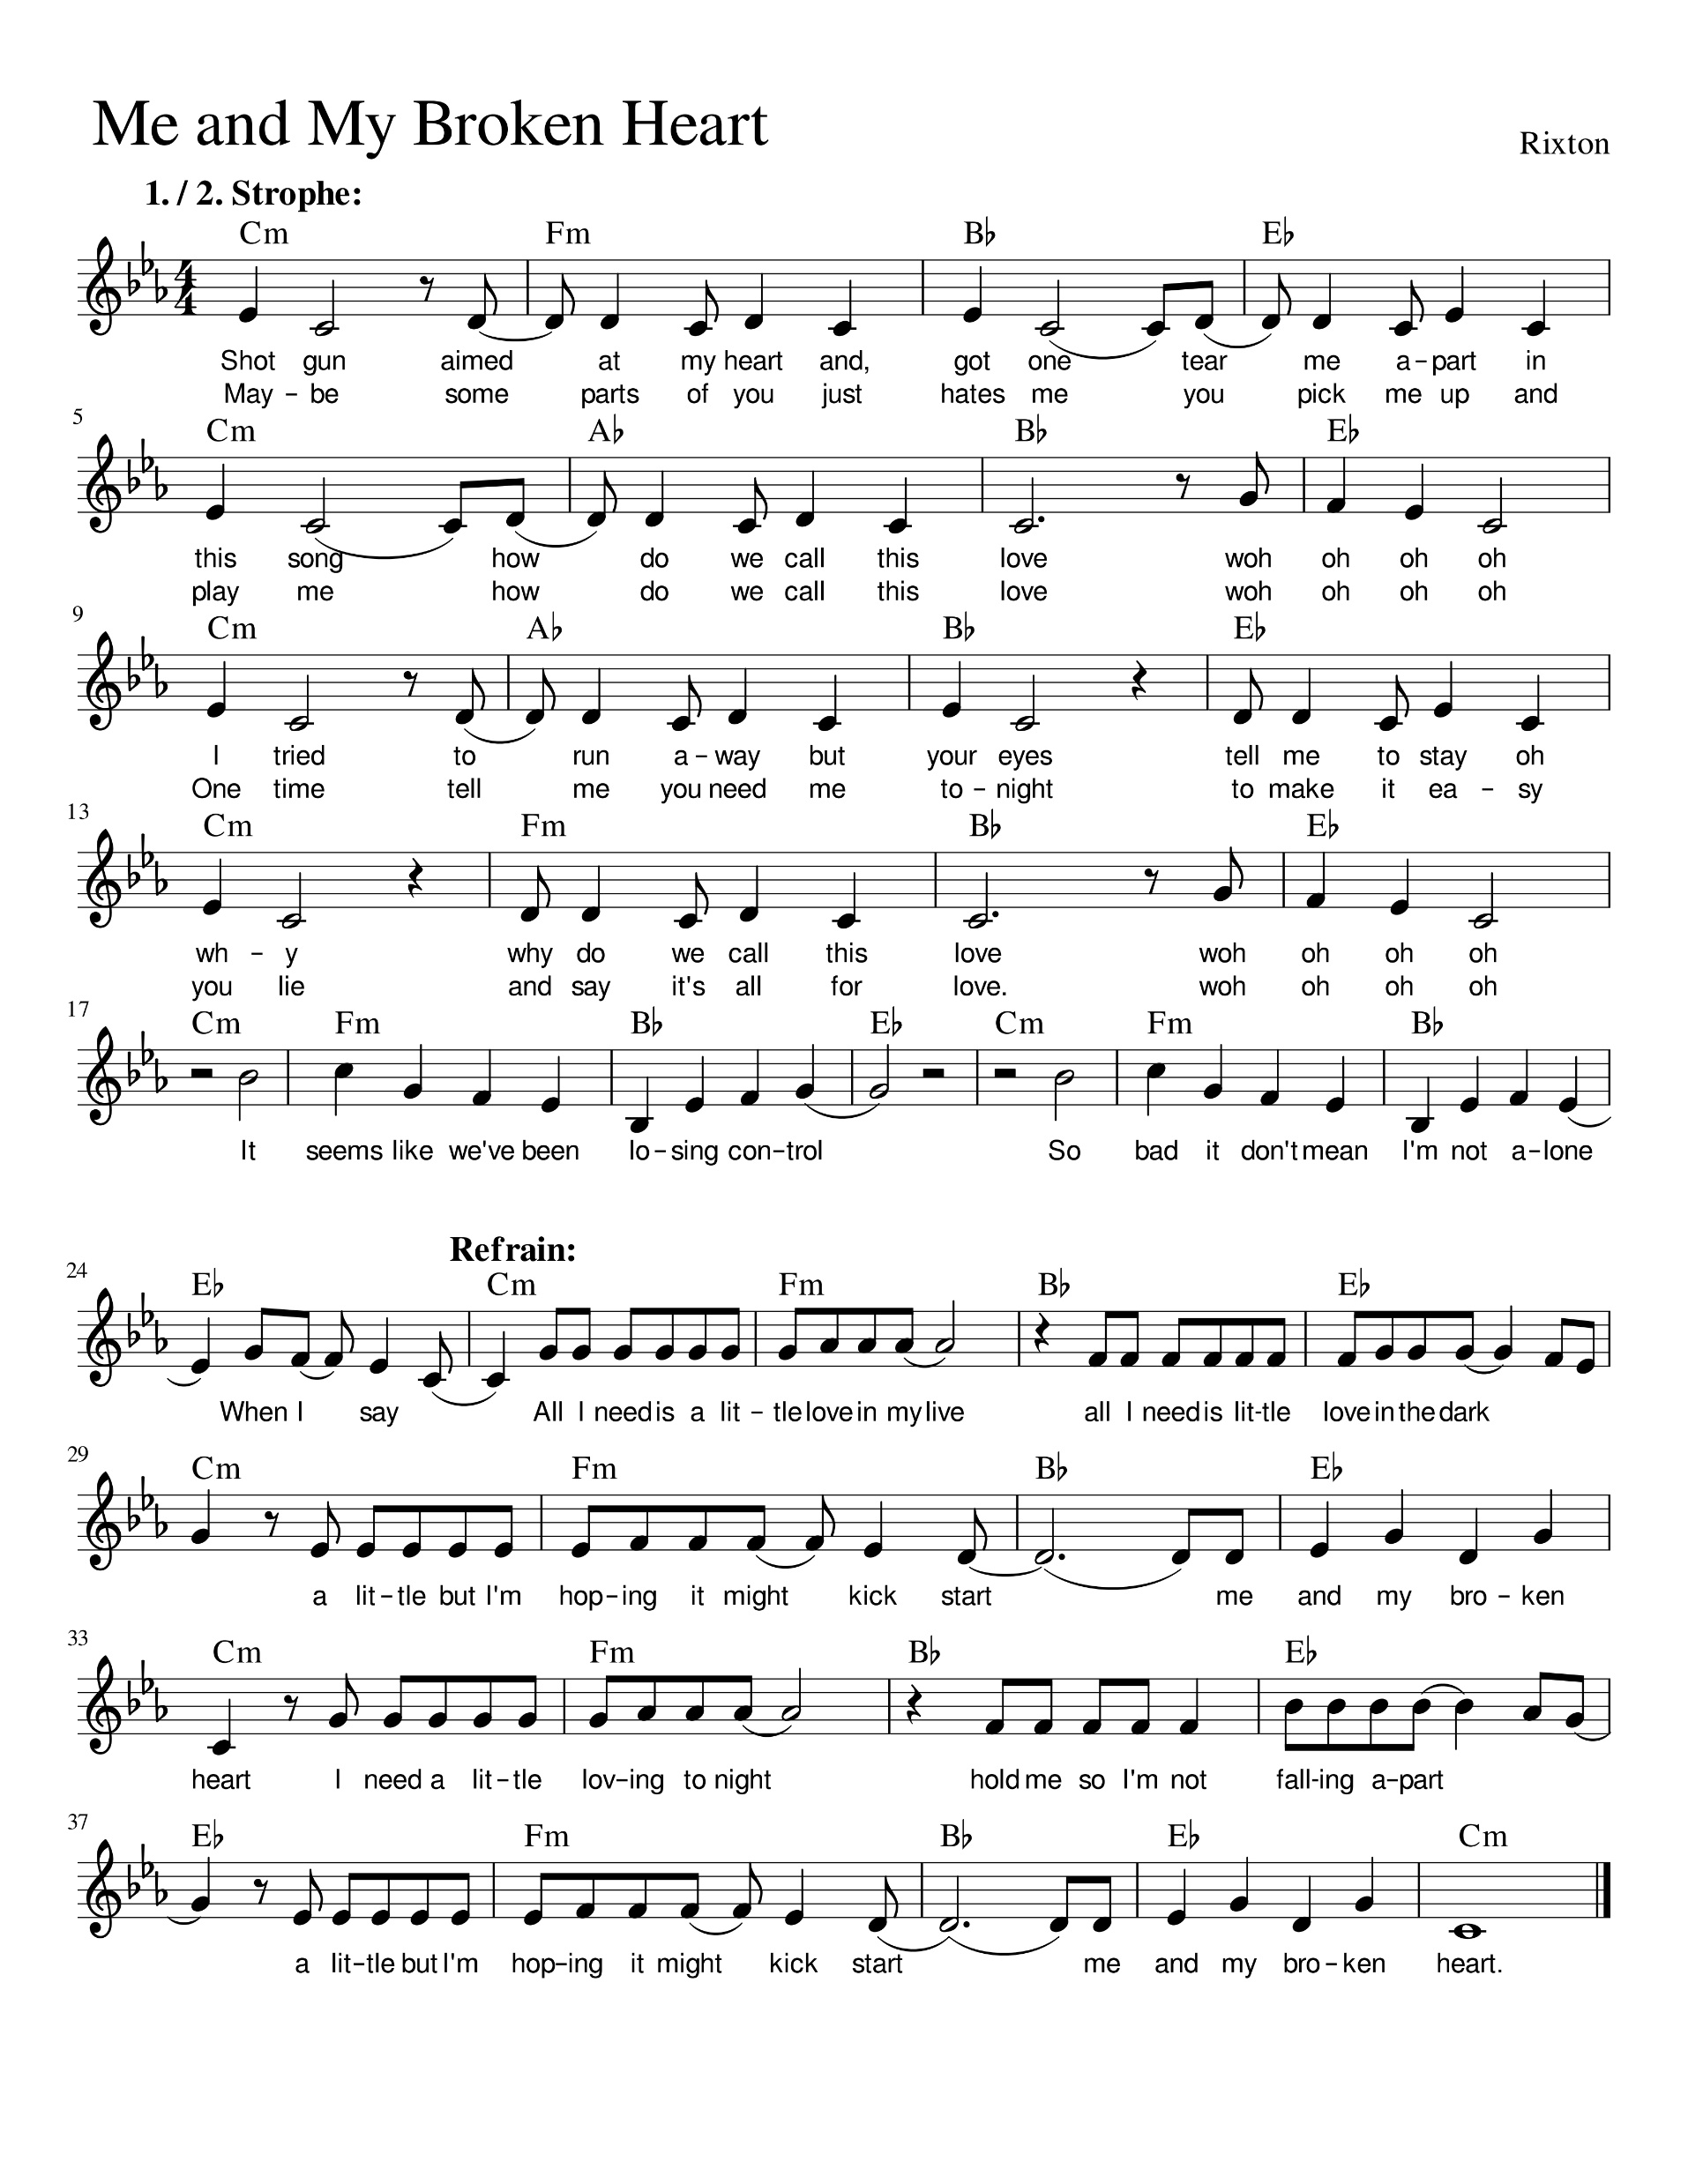 Me and My Broken Heart
Rixton
1. / 2. Strophe:
Cm Fm B♭ E♭
4 4
Shot gun aimed at my heart and, got one tear me a – part in
May – be some parts of you just hates me you pick me up and
5
Cm A♭ B♭ E♭
this song how do we call this love woh oh oh oh
play me how do we call this love woh oh oh oh
9
Cm A♭ B♭ E♭
I tried to run a – way but your eyes tell me to stay oh
One time tell me you need me to – night to make it ea – sy
13
Cm Fm B♭ E♭
wh – y why do we call this love woh oh oh oh
you lie and say it's all for love. woh oh oh oh
17
Cm Fm B♭ E♭ Cm Fm B♭
It seems like we've been lo – sing con – trol So bad it don't mean I'm not a – lone
Refrain:
24
E♭ Cm Fm B♭ E♭
When I say All I need is a lit – tle love in my live all I need is lit - tle love in the dark
29
Cm Fm B♭ E♭
a lit – tle but I'm hop – ing it might kick start me and my bro – ken
33
Cm Fm B♭ E♭
heart I need a lit – tle lov – ing to night hold me so I'm not fall - ing a – part
37
E♭ Fm B♭ E♭ Cm
a lit – tle but I'm hop – ing it might kick start me and my bro – ken heart.